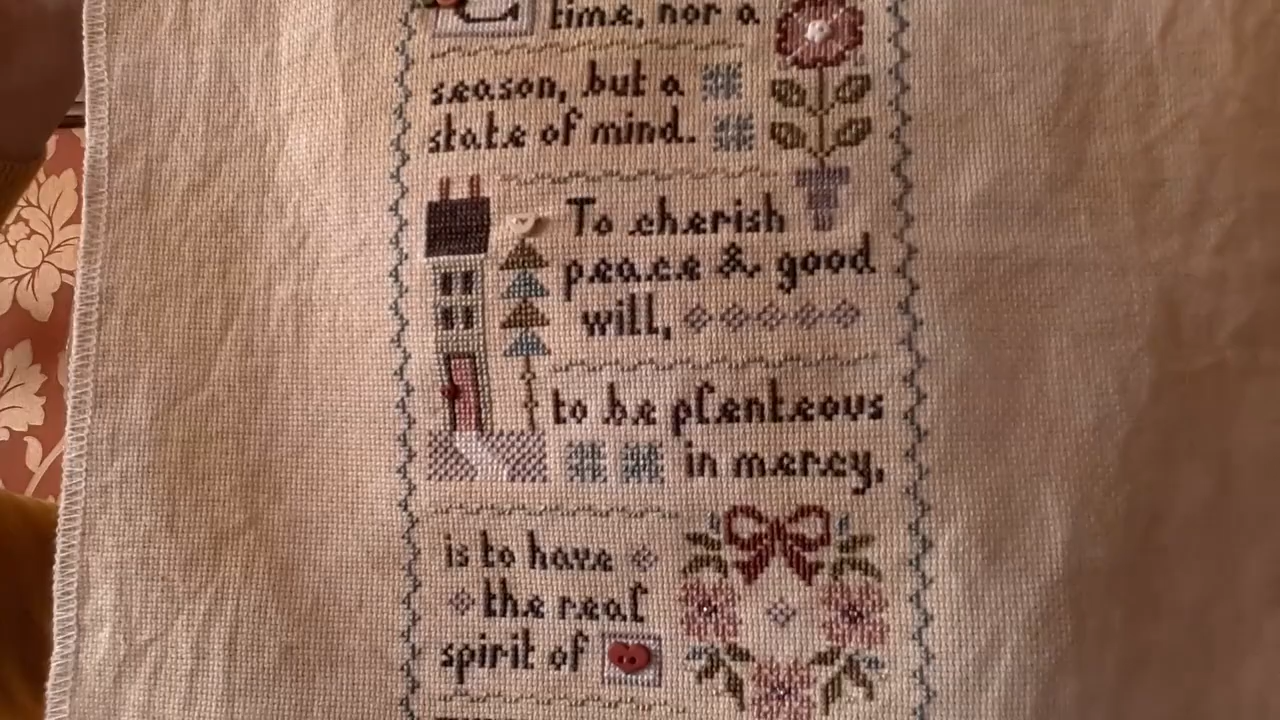 time, nor a
season, but a
state of mind.
To cherish
peace & good
will,
to be plenteous
in mercy,
is to have
the real
spirit of